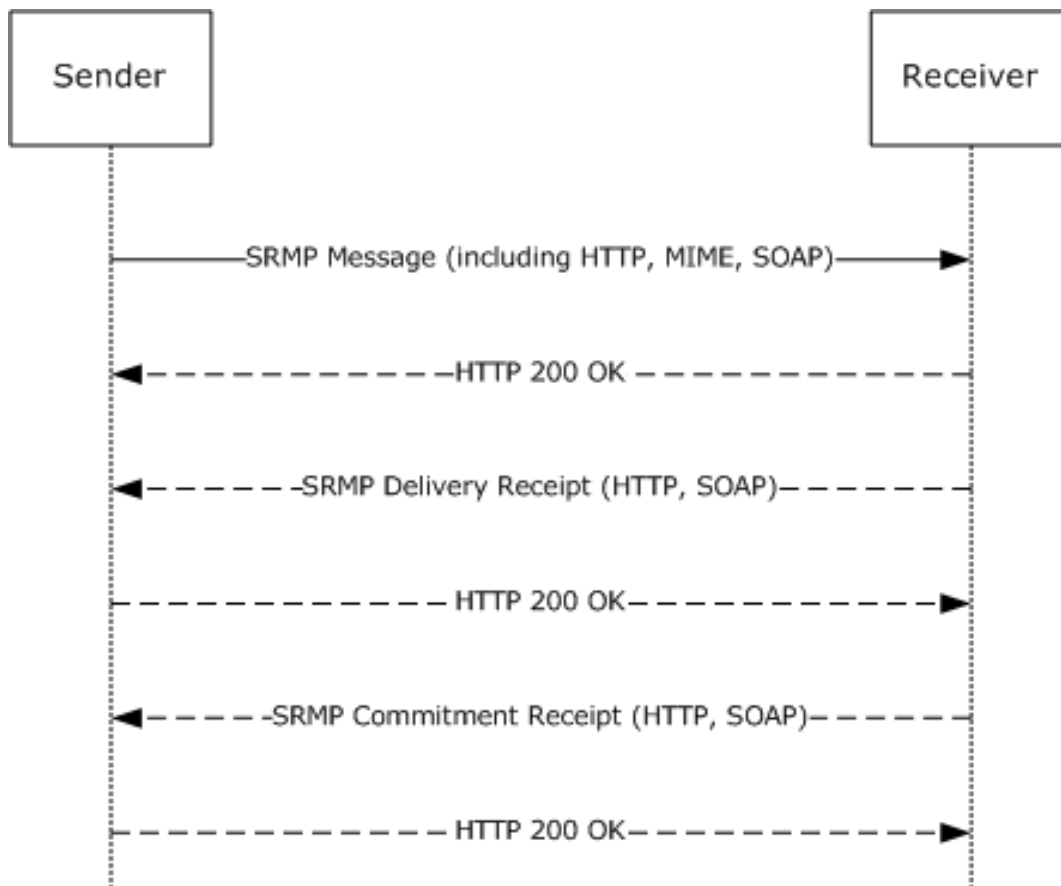 Sender
Receiver
SRMP Message (including HTTP, MIME, SOAP)
HTTP 200 OK
SRMP Delivery Receipt (HTTP, SOAP)
HTTP 200 OK
SRMP Commitment Receipt (HTTP, SOAP)
HTTP 200 OK